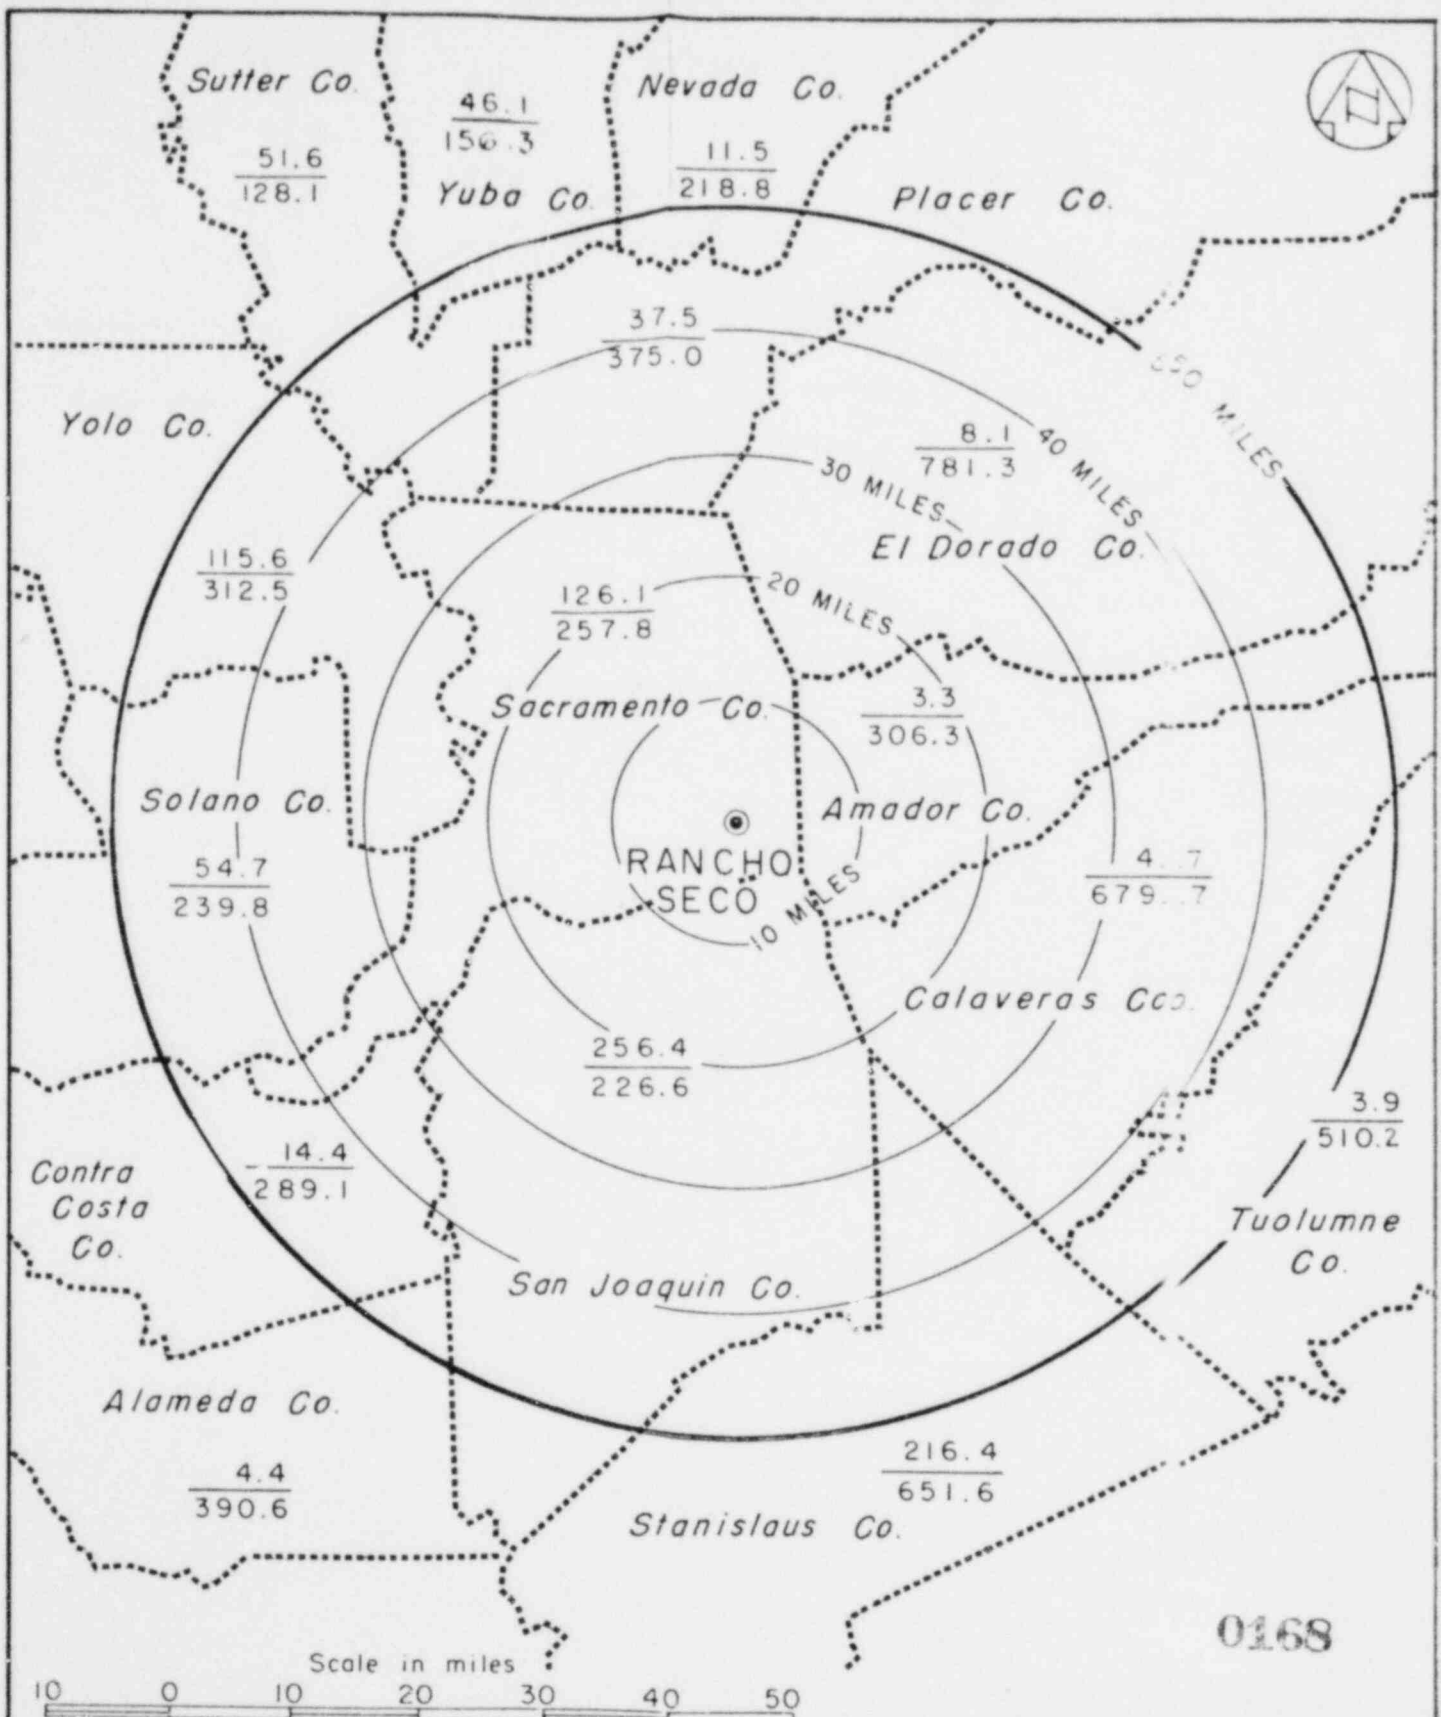 Sutter Co.
51.6
128.1
46.1
156.3
Yuba Co.
Nevada Co.
11.5
218.8
Placer Co.
N
37.5
375.0
Yolo Co.
MILES
8.1
781.3
40 MILES
30 MILES
El Dorado Co.
115.6
312.5
126.1
257.8
20 MILES
Sacramento Co.
3.3
306.3
Solano Co.
54.7
239.8
Amador Co.
RANCHO
SECO
10 MILES
4.7
679.7
Calaveras Co.
256.4
226.6
3.9
510.2
Contra
Costa
Co.
14.4
289.1
Tuolumne
Co.
San Joaquin Co.
Alameda Co.
4.4
390.6
216.4
651.6
Stanislaus Co.
0168
Scale in miles
10 0 10 20 30 40 50